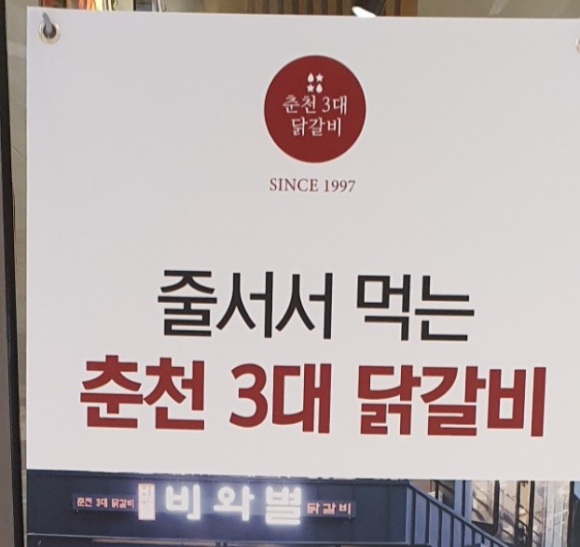 춘천 3대
닭갈비
SINCE 1997
줄서서 먹는
춘천 3대 닭갈비
춘천 3대 닭갈비 비와별 닭갈비